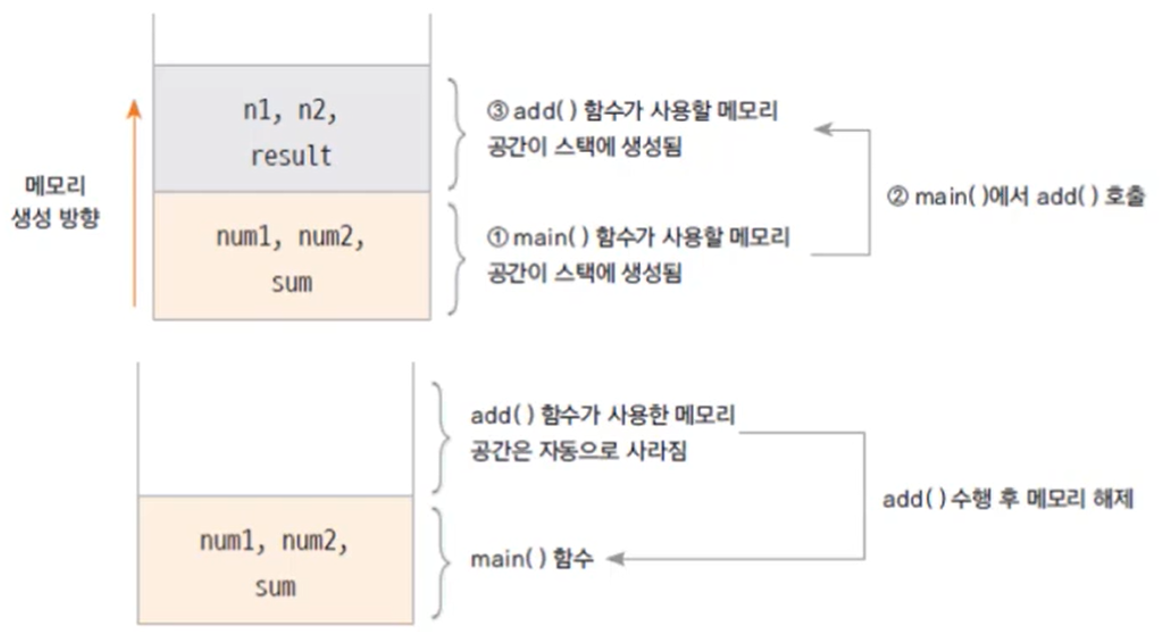 n1, n2,
result
③ add( ) 함수가 사용할 메모리
공간이 스택에 생성됨
메모리
생성 방향
② main( )에서 add( ) 호출
num1, num2,
sum
① main( ) 함수가 사용할 메모리
공간이 스택에 생성됨
add( ) 함수가 사용한 메모리
공간은 자동으로 사라짐
add( ) 수행 후 메모리 해제
num1, num2,
sum
main( ) 함수